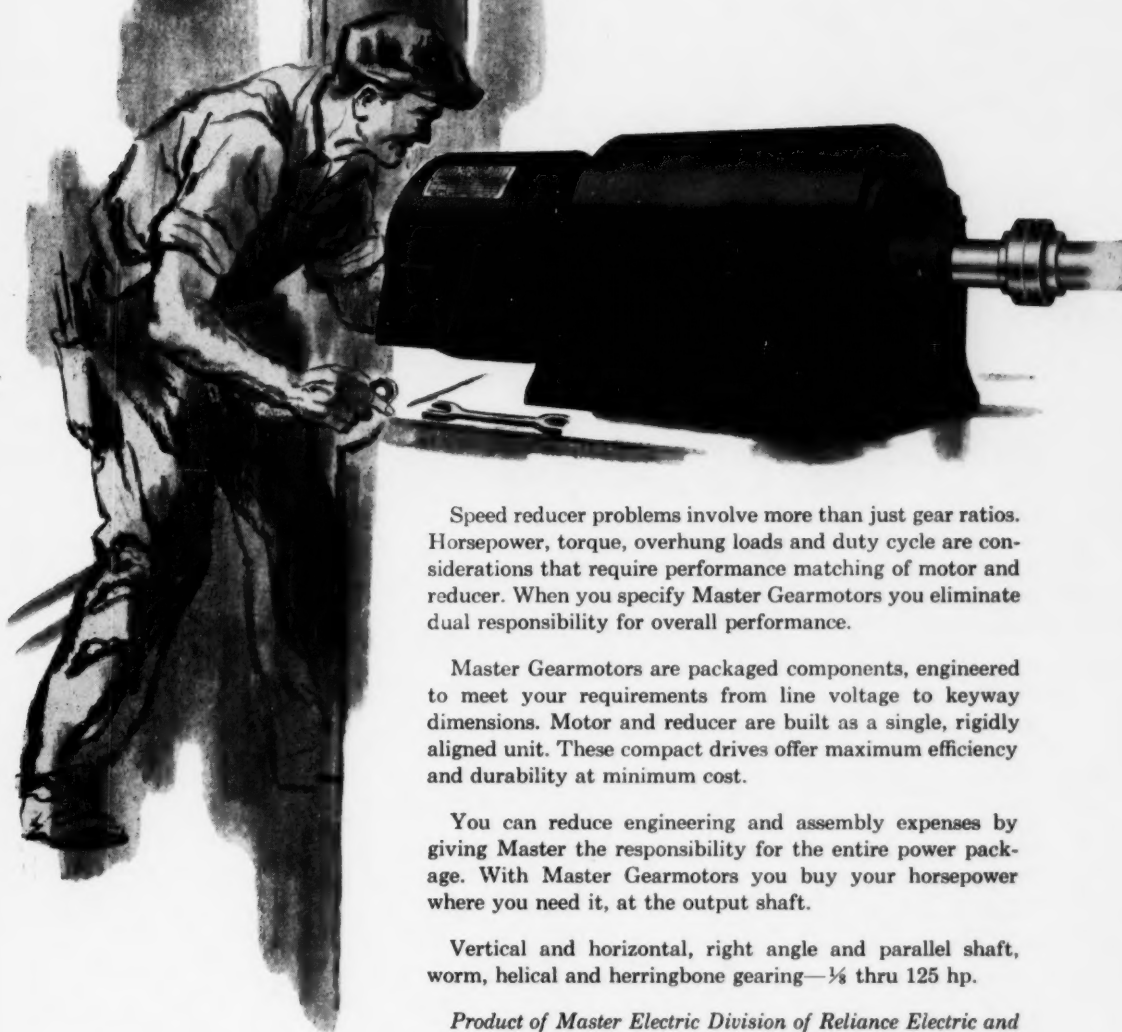 Speed reducer problems involve more than just gear ratios.
Horsepower, torque, overhung loads and duty cycle are con-
siderations that require performance matching of motor and
reducer. When you specify Master Gearmotors you eliminate
dual responsibility for overall performance.
Master Gearmotors are packaged components, engineered
to meet your requirements from line voltage to keyway
dimensions. Motor and reducer are built as a single, rigidly
aligned unit. These compact drives offer maximum efficiency
and durability at minimum cost.
You can reduce engineering and assembly expenses by
giving Master the responsibility for the entire power pack-
age. With Master Gearmotors you buy your horsepower
where you need it, at the output shaft.
Vertical and horizontal, right angle and parallel shaft,
worm, helical and herringbone gearing—⅛ thru 125 hp.
Product of Master Electric Division of Reliance Electric and